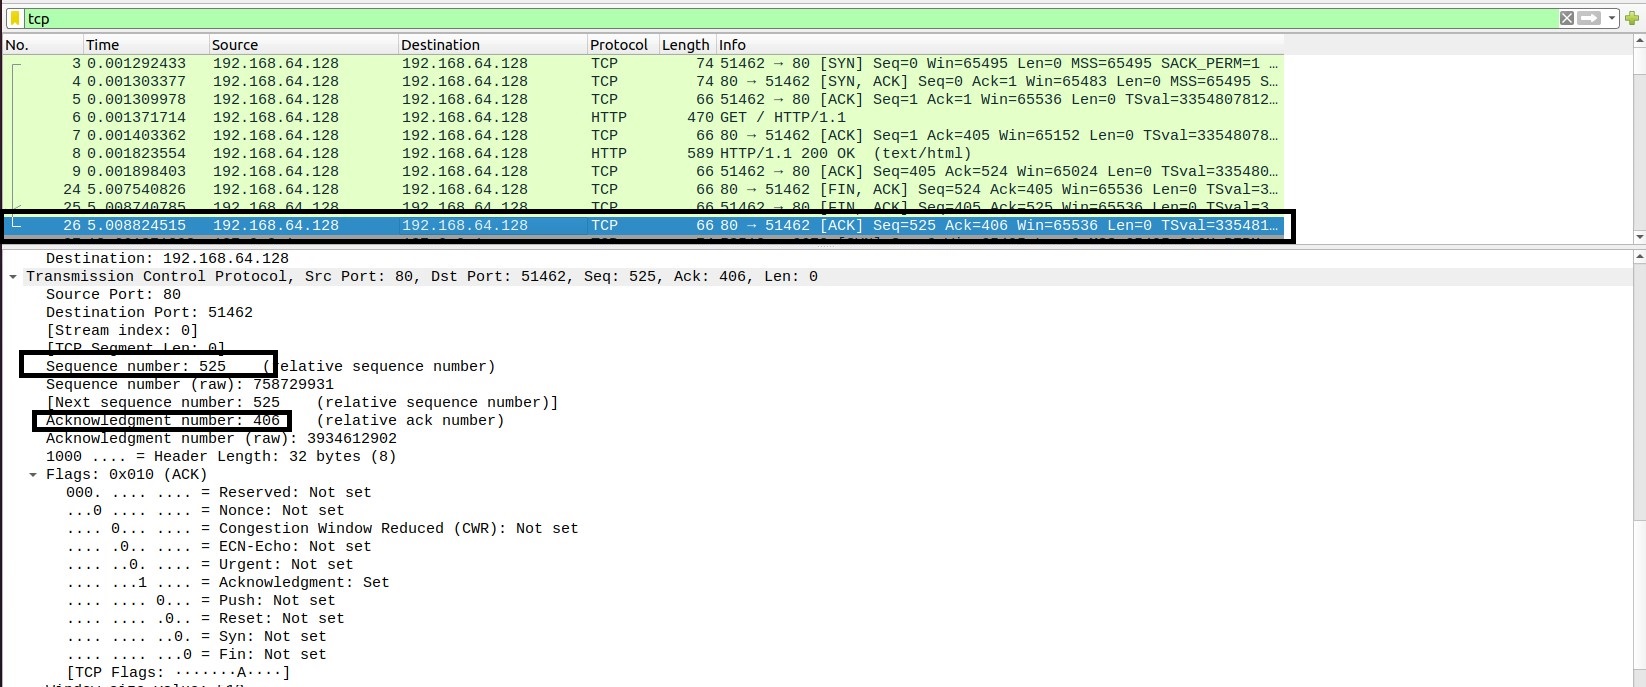 tcp
No. Time Source Destination Protocol Length Info
3 0.001292433 192.168.64.128 192.168.64.128 TCP 74 51462 → 80 [SYN] Seq=0 Win=65495 Len=0 MSS=65495 SACK_PERM=1 …
4 0.001303377 192.168.64.128 192.168.64.128 TCP 74 80 → 51462 [SYN, ACK] Seq=0 Ack=1 Win=65483 Len=0 MSS=65495 S…
5 0.001309978 192.168.64.128 192.168.64.128 TCP 66 51462 → 80 [ACK] Seq=1 Ack=1 Win=65536 Len=0 TSval=3354807812…
6 0.001371714 192.168.64.128 192.168.64.128 HTTP 470 GET / HTTP/1.1
7 0.001403362 192.168.64.128 192.168.64.128 TCP 66 80 → 51462 [ACK] Seq=1 Ack=405 Win=65152 Len=0 TSval=33548078…
8 0.001823554 192.168.64.128 192.168.64.128 HTTP 589 HTTP/1.1 200 OK (text/html)
9 0.001898403 192.168.64.128 192.168.64.128 TCP 66 51462 → 80 [ACK] Seq=405 Ack=524 Win=65024 Len=0 TSval=335480…
24 5.007540826 192.168.64.128 192.168.64.128 TCP 66 80 → 51462 [FIN, ACK] Seq=524 Ack=405 Win=65536 Len=0 TSval=3…
25 5.008740785 192.168.64.128 192.168.64.128 TCP 66 51462 → 80 [FIN, ACK] Seq=405 Ack=525 Win=65536 Len=0 TSval=3…
26 5.008824515 192.168.64.128 192.168.64.128 TCP 66 80 → 51462 [ACK] Seq=525 Ack=406 Win=65536 Len=0 TSval=335481…
Destination: 192.168.64.128
Transmission Control Protocol, Src Port: 80, Dst Port: 51462, Seq: 525, Ack: 406, Len: 0
Source Port: 80
Destination Port: 51462
[Stream index: 0]
[TCP Segment Len: 0]
Sequence number: 525 (relative sequence number)
Sequence number (raw): 758729931
[Next sequence number: 525 (relative sequence number)]
Acknowledgment number: 406 (relative ack number)
Acknowledgment number (raw): 3934612902
1000 .... = Header Length: 32 bytes (8)
Flags: 0x010 (ACK)
000. .... .... = Reserved: Not set
...0 .... .... = Nonce: Not set
.... 0... .... = Congestion Window Reduced (CWR): Not set
.... .0.. .... = ECN-Echo: Not set
.... ..0. .... = Urgent: Not set
.... ...1 .... = Acknowledgment: Set
.... .... 0... = Push: Not set
.... .... .0.. = Reset: Not set
.... .... ..0. = Syn: Not set
.... .... ...0 = Fin: Not set
[TCP Flags: ·······A····]